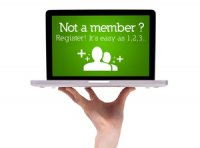 Not a member ?
Register! It's easy as 1,2,3.